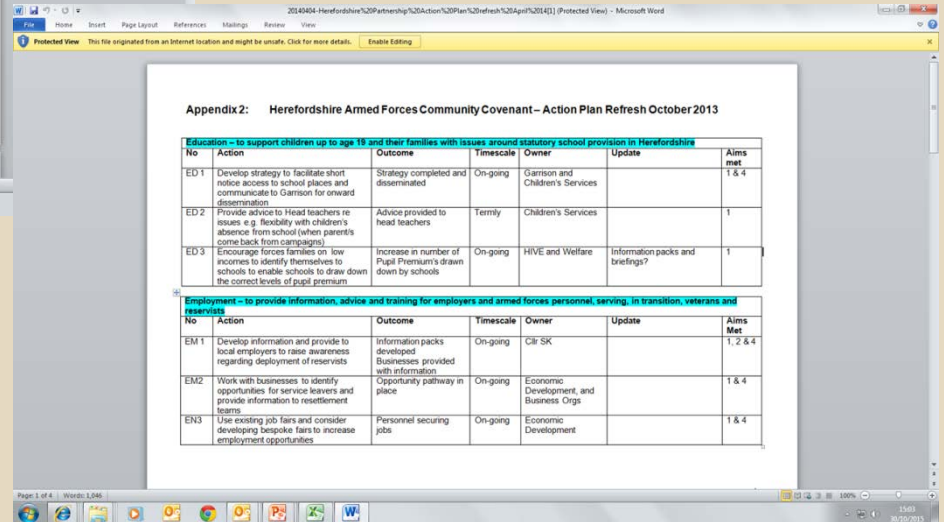 20140404-Herefordshire%20Partnership%20Action%20Plan%20refresh%20April%2014[1] (Protected View) - Microsoft Word
File Home Insert Page Layout References Mailings Review View
Protected View This file originated from an Internet location and might be unsafe. Click for more details. Enable Editing
Appendix 2: Herefordshire Armed Forces Community Covenant – Action Plan Refresh October 2013
Education – to support children up to age 19 and their families with issues around statutory school provision in Herefordshire
No Action Outcome Timescale Owner Update Aims
met
ED 1 Develop strategy to facilitate short Strategy completed and On-going Garrison and 1 & 4
notice access to school places and disseminated Children's Services
communicate to Garrison for onward
dissemination
ED 2 Provide advice to Head teachers re Advice provided to Termly Children's Services 1
issues e.g. flexibility with children's head teachers
absence from school (when parent/s
come back from campaigns)
ED 3 Encourage forces families on low Increase in number of On-going HIVE and Welfare Information packs and 1
incomes to identify themselves to Pupil Premium's drawn briefings?
schools to enable schools to draw down down by schools
the correct levels of pupil premium
Employment – to provide information, advice and training for employers and armed forces personnel, serving, in transition, veterans and
reservists
No Action Outcome Timescale Owner Update Aims
Met
EM 1 Develop information and provide to Information packs On-going Cllr SK 1, 2 & 4
local employers to raise awareness developed
regarding deployment of reservists Businesses provided
with information
EM2 Work with businesses to identify Opportunity pathway in On-going Economic 1 & 4
opportunities for service leavers and place Development, and
provide information to resettlement Business Orgs
teams
EN3 Use existing job fairs and consider Personnel securing On-going Economic 1 & 4
developing bespoke fairs to increase jobs Development
employment opportunities
Page: 1 of 4 Words: 1,046 100%
15:03
30/10/2015